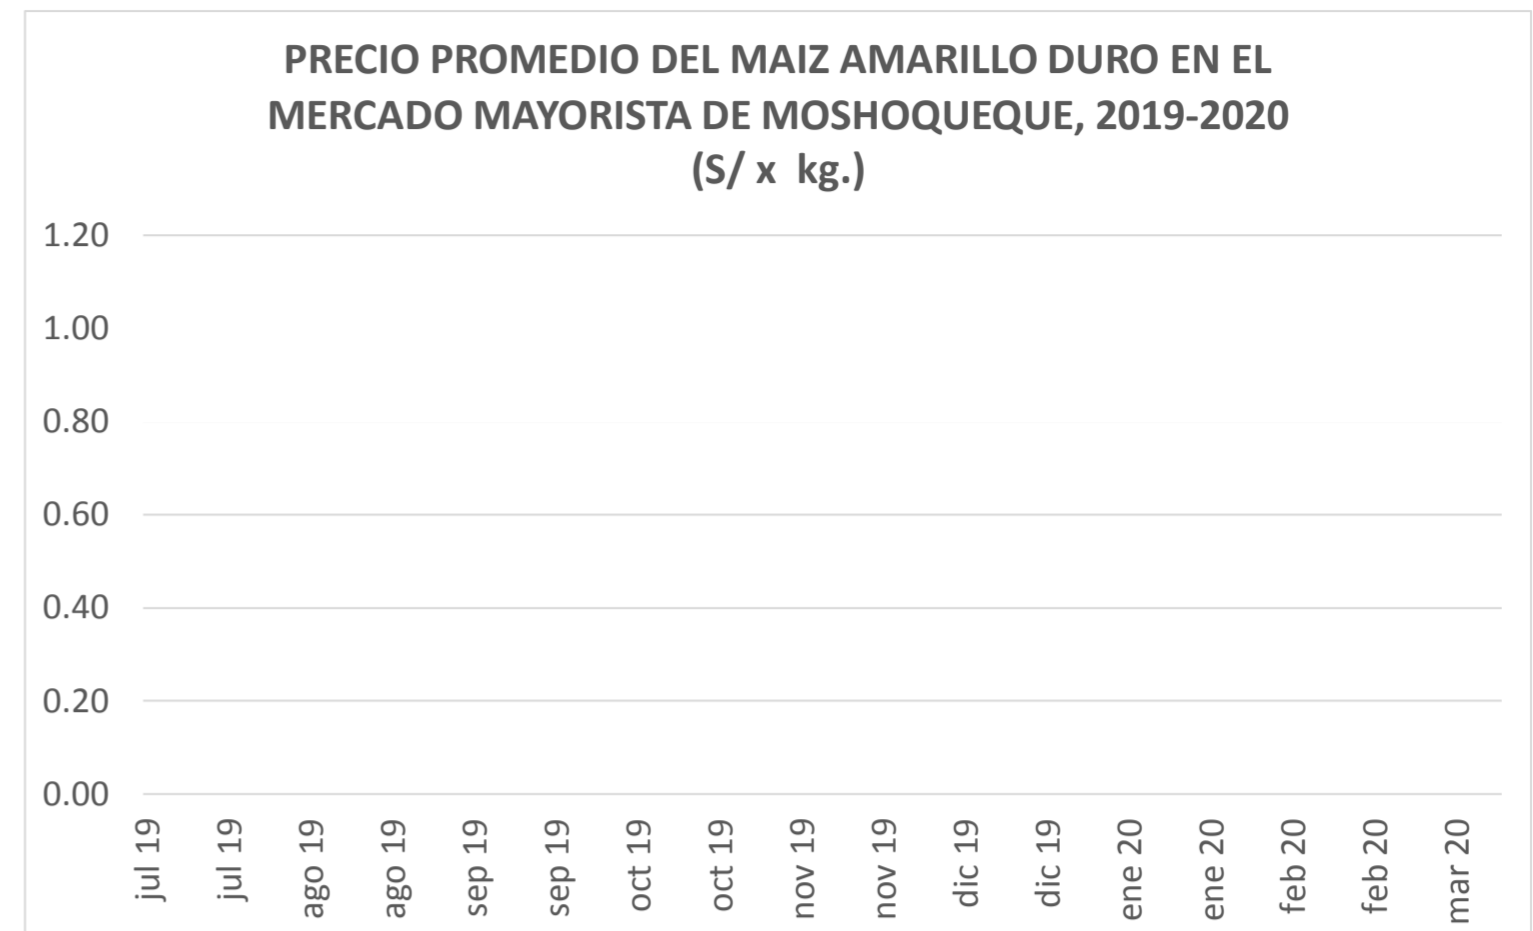 PRECIO PROMEDIO DEL MAIZ AMARILLO DURO EN EL
MERCADO MAYORISTA DE MOSHOQUEQUE, 2019-2020
(S/ x  kg.)
1.20
1.00
0.80
0.60
0.40
0.20
0.00
jul 19
jul 19
ago 19
ago 19
sep 19
sep 19
oct 19
oct 19
nov 19
nov 19
dic 19
dic 19
ene 20
ene 20
feb 20
feb 20
mar 20